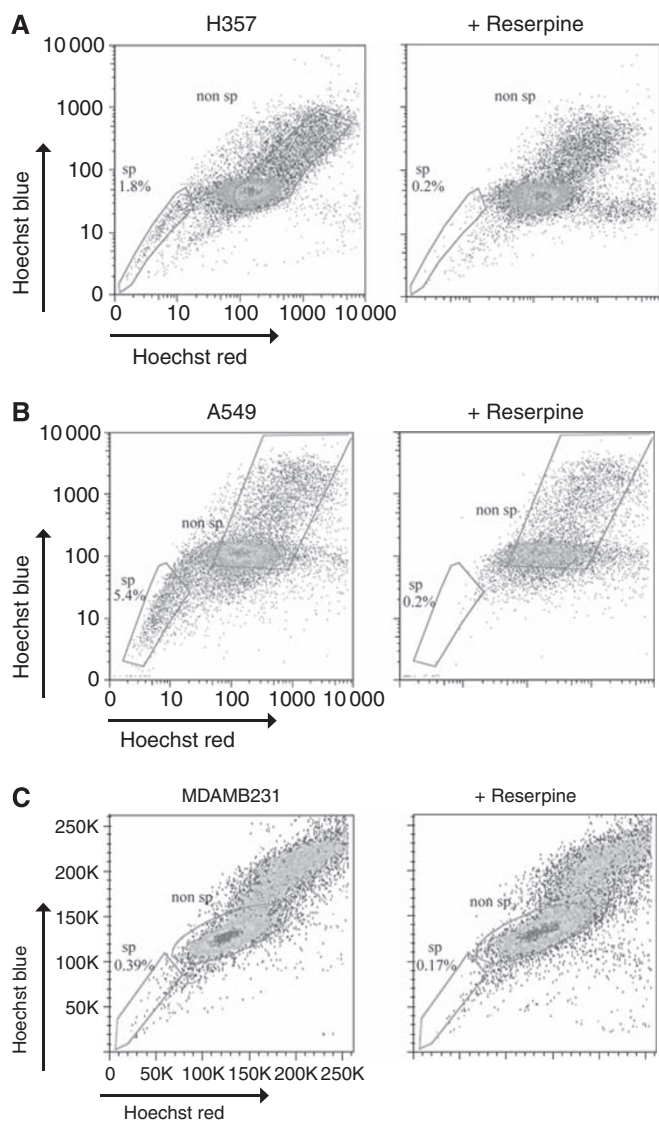 A
H357
+ Reserpine
10 000
1000
100
10
0
non sp
sp
1.8%
non sp
sp
0.2%
Hoechst blue
0 10 100 1000 10 000
Hoechst red
B
A549
+ Reserpine
10 000
1000
100
10
0
non sp
sp
5.4%
non sp
sp
0.2%
Hoechst blue
0 10 100 1000 10 000
Hoechst red
C
MDAMB231
+ Reserpine
250K
200K
150K
100K
50K
non sp
sp
0.39%
non sp
sp
0.17%
Hoechst blue
0 50K 100K 150K 200K 250K
Hoechst red